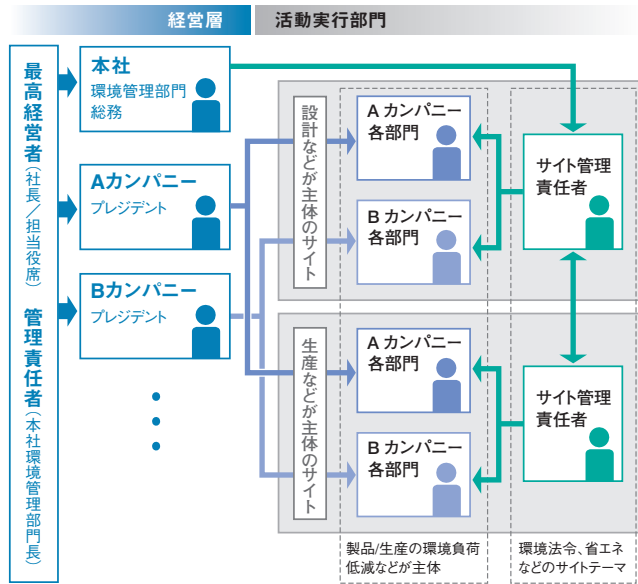 経営層
活動実行部門
最高経営者(社長／担当役席)
管理責任者(本社環境管理部門長)
本社
環境管理部門
総務
Aカンパニー
プレジデント
Bカンパニー
プレジデント
設計などが主体のサイト
A カンパニー
各部門
B カンパニー
各部門
サイト管理
責任者
生産などが主体のサイト
A カンパニー
各部門
B カンパニー
各部門
サイト管理
責任者
製品/生産の環境負荷
低減などが主体
環境法令、省エネ
などのサイトテーマ